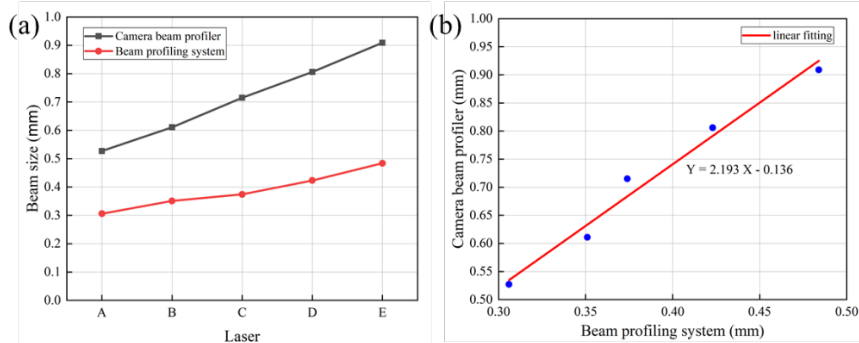 (a)
1.0
0.9
0.8
0.7
0.6
0.5
0.4
0.3
0.2
0.1
0.0
Beam size (mm)
Camera beam profiler
Beam profiling system
A B C D E
Laser
(b)
1.00
0.95
0.90
0.85
0.80
0.75
0.70
0.65
0.60
0.55
0.50
Camera beam profiler (mm)
linear fitting
Y = 2.193 X - 0.136
0.30 0.35 0.40 0.45 0.50
Beam profiling system (mm)